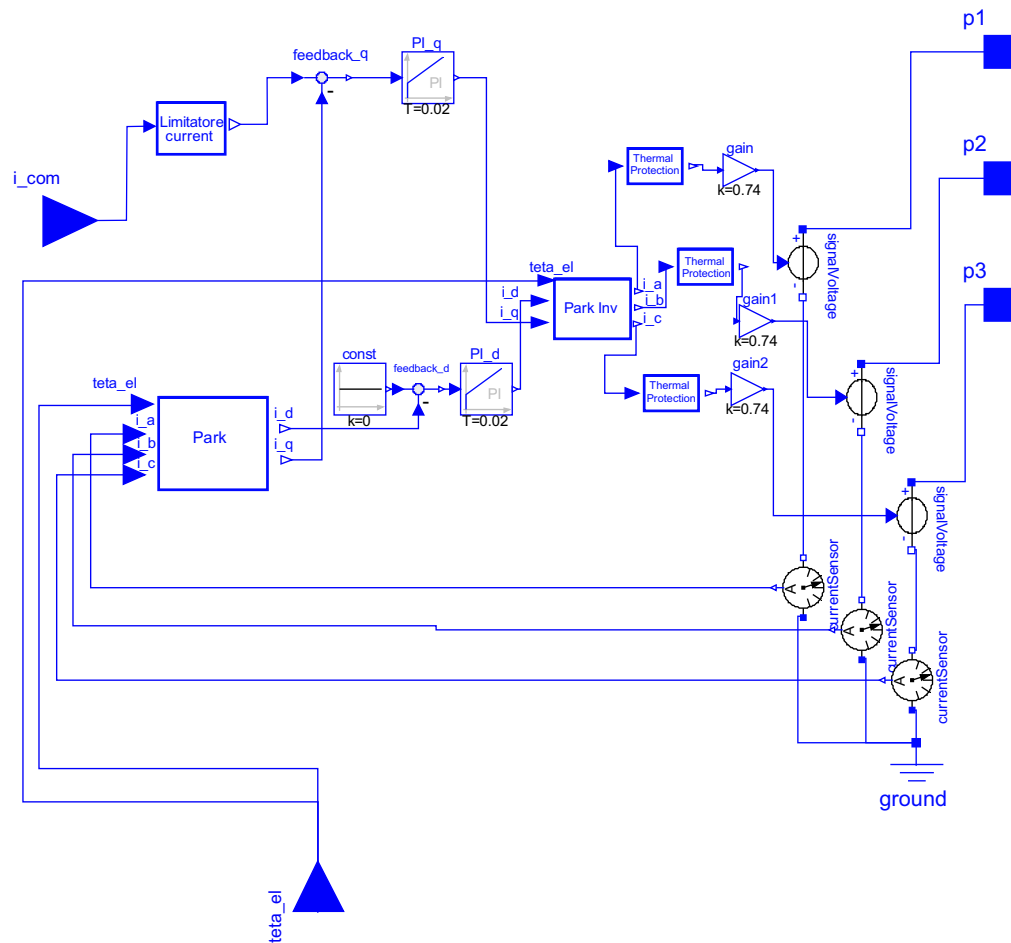 p1
PI_q
feedback_q
PI
T=0.02
-
Limitatore
current
p2
gain
Thermal
Protection
k=0.74
i_com
+
signalVoltage
-
p3
teta_el
Thermal
Protection
i_a
i_b
i_c
i_d
i_q
Park Inv
gain1
k=0.74
const
k=0
feedback_d
-
PI_d
PI
T=0.02
gain2
Thermal
Protection
k=0.74
+
signalVoltage
-
teta_el
i_a
i_b
i_c
Park
i_d
i_q
+
signalVoltage
-
A
currentSensor
A
currentSensor
A
currentSensor
ground
teta_el